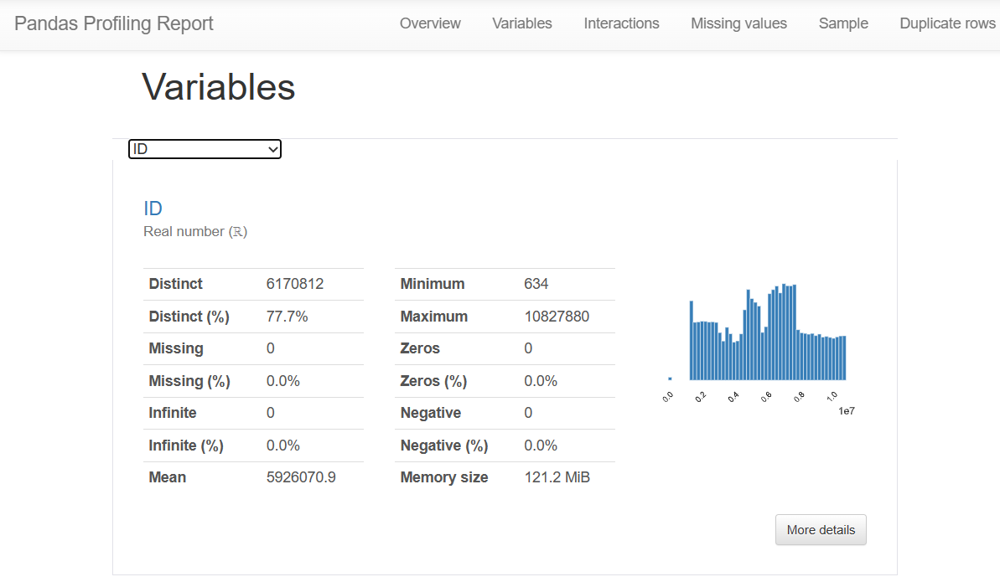 Pandas Profiling Report Overview Variables Interactions Missing values Sample Duplicate rows
Variables
ID
ID
Real number (ℝ)
Distinct 6170812
Distinct (%) 77.7%
Missing 0
Missing (%) 0.0%
Infinite 0
Infinite (%) 0.0%
Mean 5926070.9
Minimum 634
Maximum 10827880
Zeros 0
Zeros (%) 0.0%
Negative 0
Negative (%) 0.0%
Memory size 121.2 MiB
0.0 0.2 0.4 0.6 0.8 1.0
1e7
More details